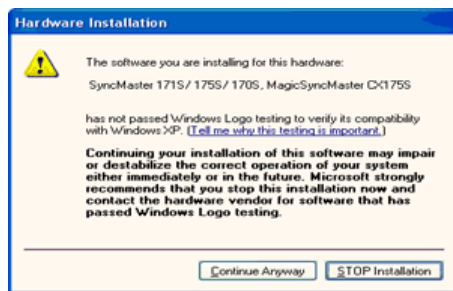 Hardware Installation
The software you are installing for this hardware:
SyncMaster 171S/ 175S/ 170S, MagicSyncMaster CX175S
has not passed Windows Logo testing to verify its compatibility
with Windows XP. (Tell me why this testing is important.)
Continuing your installation of this software may impair
or destabilize the correct operation of your system
either immediately or in the future. Microsoft strongly
recommends that you stop this installation now and
contact the hardware vendor for software that has
passed Windows Logo testing.
Continue Anyway
STOP Installation